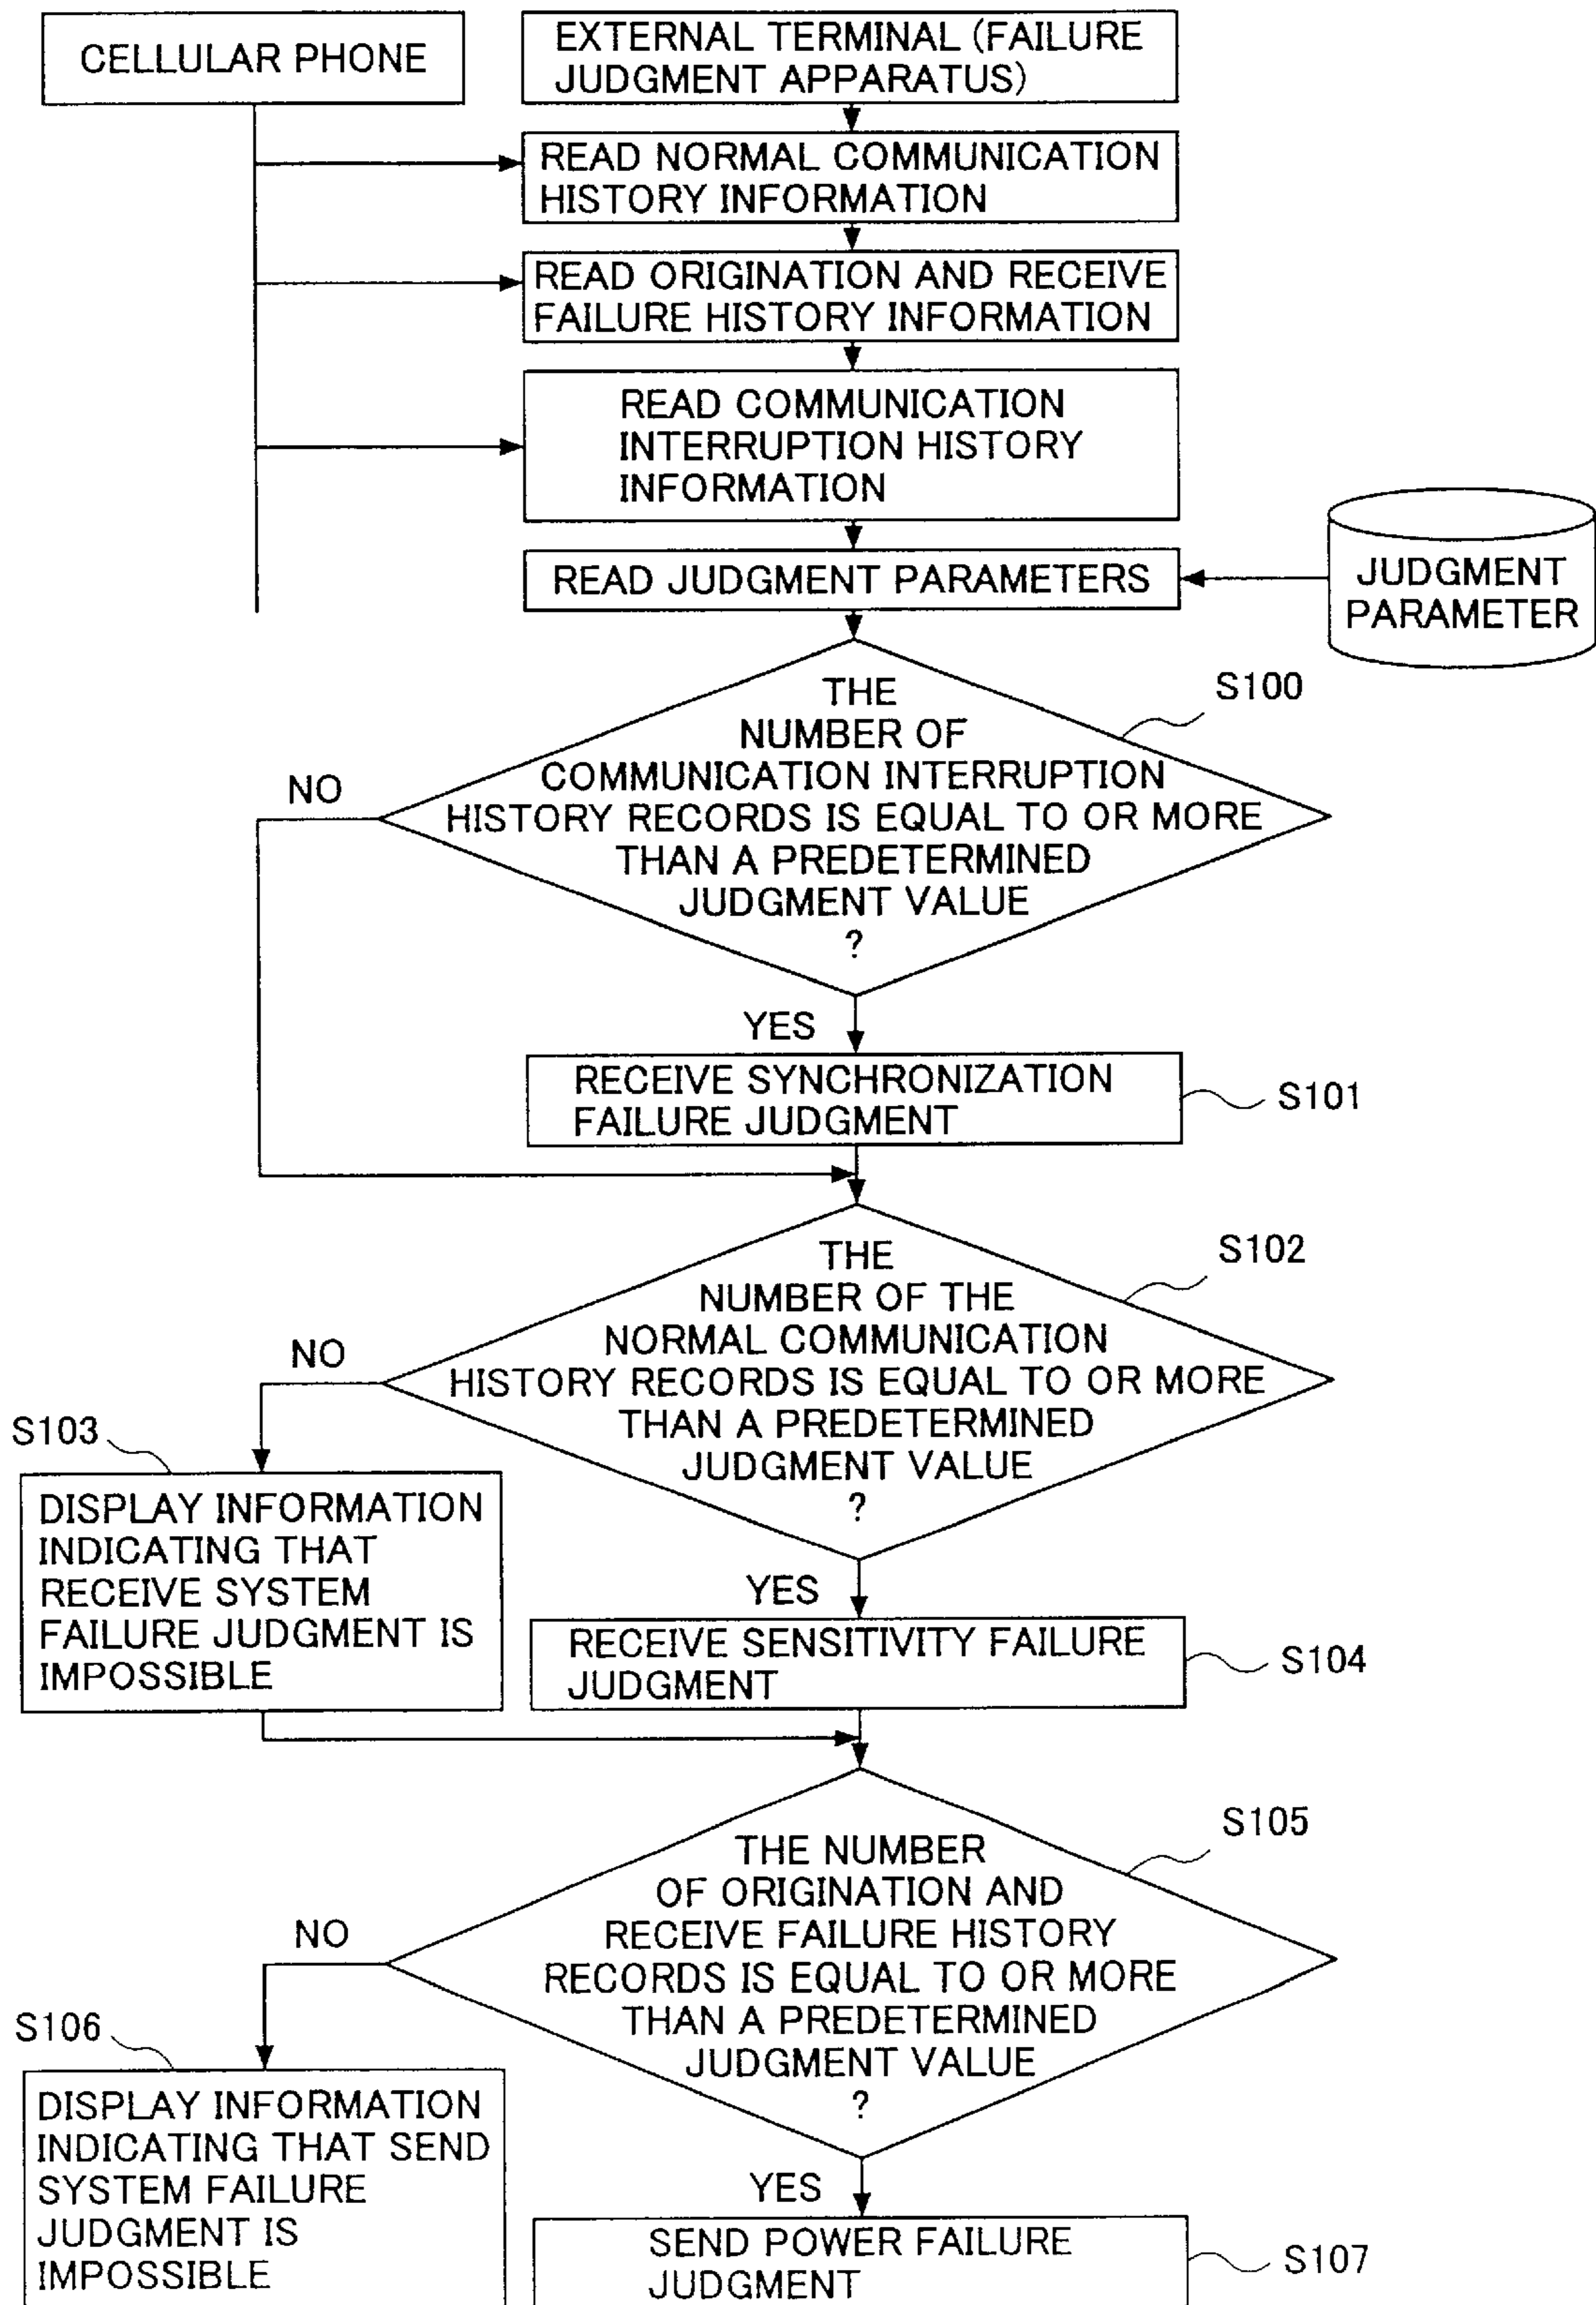 CELLULAR PHONE
EXTERNAL TERMINAL (FAILURE
JUDGMENT APPARATUS)
READ NORMAL COMMUNICATION
HISTORY INFORMATION
READ ORIGINATION AND RECEIVE
FAILURE HISTORY INFORMATION
READ COMMUNICATION
INTERRUPTION HISTORY
INFORMATION
READ JUDGMENT PARAMETERS
JUDGMENT
PARAMETER
S100
THE
NUMBER OF
COMMUNICATION INTERRUPTION
HISTORY RECORDS IS EQUAL TO OR MORE
THAN A PREDETERMINED
JUDGMENT VALUE
?
NO
YES
RECEIVE SYNCHRONIZATION
FAILURE JUDGMENT
S101
S102
THE
NUMBER OF THE
NORMAL COMMUNICATION
HISTORY RECORDS IS EQUAL TO OR MORE
THAN A PREDETERMINED
JUDGMENT VALUE
?
NO
S103
DISPLAY INFORMATION
INDICATING THAT
RECEIVE SYSTEM
FAILURE JUDGMENT IS
IMPOSSIBLE
YES
RECEIVE SENSITIVITY FAILURE
JUDGMENT
S104
S105
THE NUMBER
OF ORIGINATION AND
RECEIVE FAILURE HISTORY
RECORDS IS EQUAL TO OR MORE
THAN A PREDETERMINED
JUDGMENT VALUE
?
NO
S106
DISPLAY INFORMATION
INDICATING THAT SEND
SYSTEM FAILURE
JUDGMENT IS
IMPOSSIBLE
YES
SEND POWER FAILURE
JUDGMENT
S107